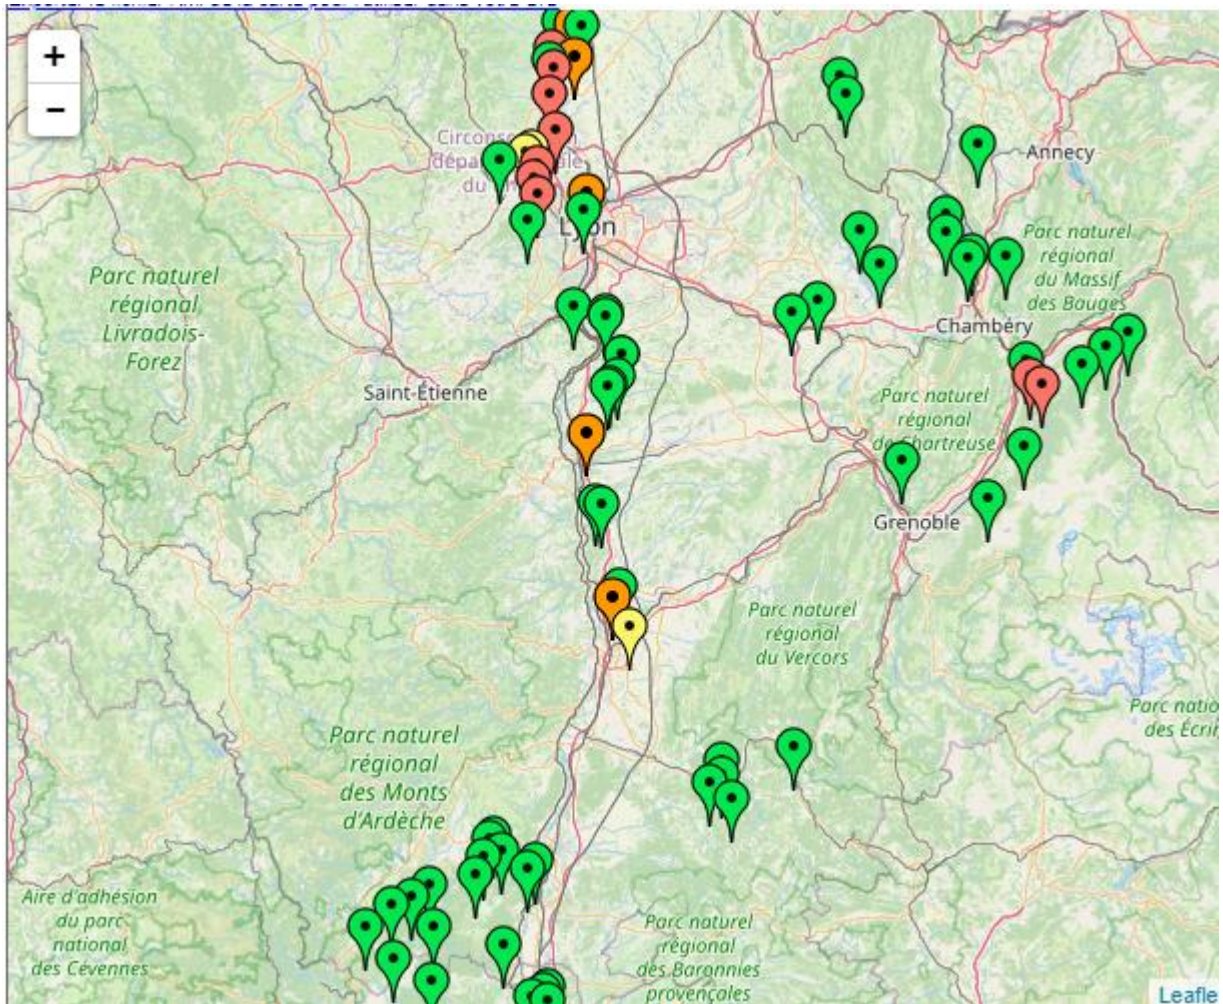 +
−
Annecy
Lyon
Parc naturel
régional
Livradois-
Forez
Parc naturel
régional
du Massif
des Bauges
Chambéry
Saint-Étienne
Parc naturel
régional
de Chartreuse
Grenoble
Parc naturel
régional
du Vercors
Parc natio
des Écrin
Parc naturel
régional
des Monts
d'Ardèche
Aire d'adhésion
du parc
national
des Cévennes
Parc naturel
régional
des Baronnies
provençales
Leafle